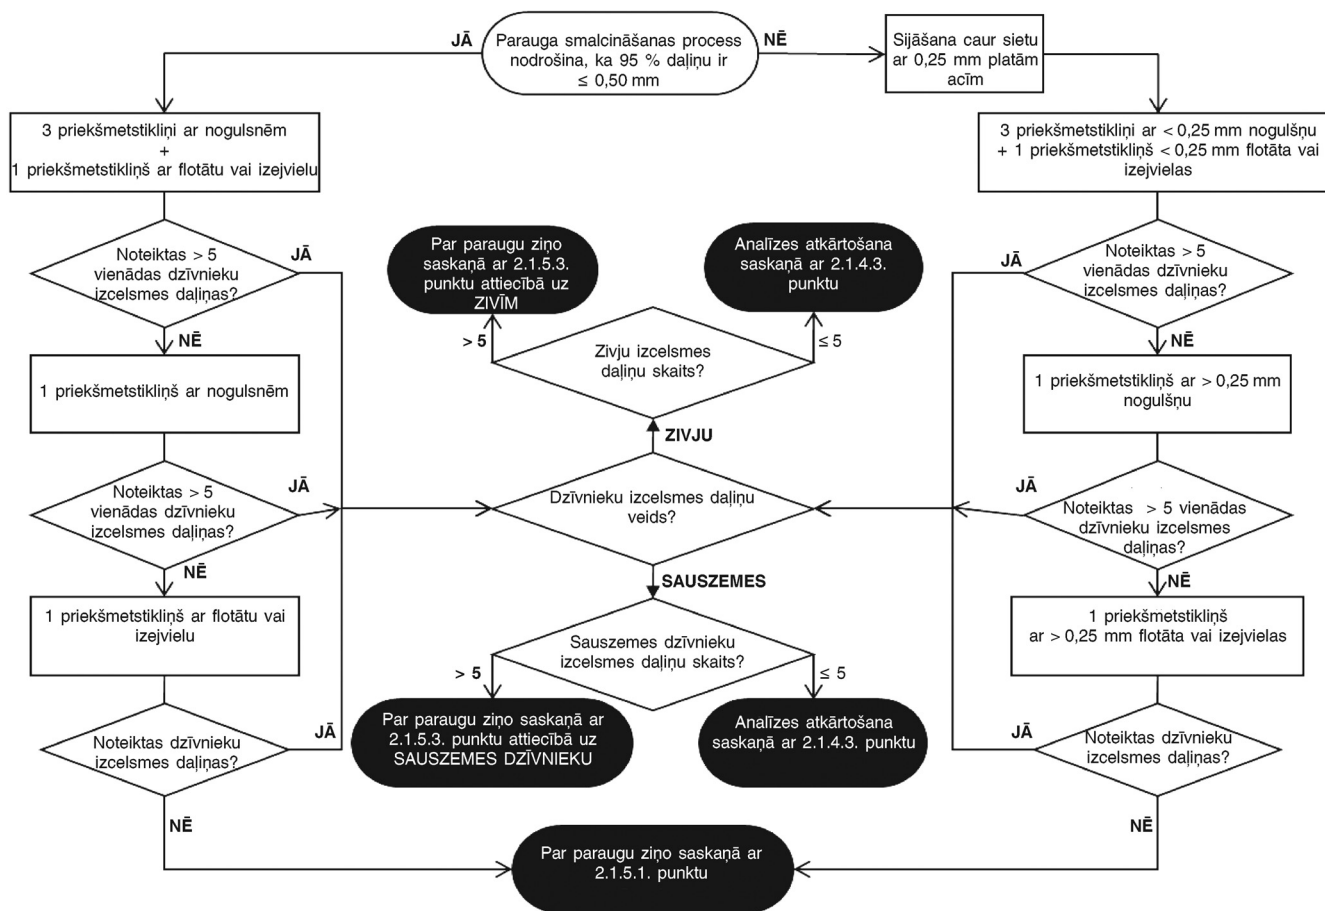 JĀ
Parauga smalcināšanas process
nodrošina, ka 95 % daļiņu ir
≤ 0,50 mm
NĒ
Sijāšana caur sietu
ar 0,25 mm platām
acīm
3 priekšmetstikliņi ar nogulsnēm
+
1 priekšmetstikliņš ar flotātu vai izejvielu
3 priekšmetstikliņi ar < 0,25 mm nogulšņu
+ 1 priekšmetstikliņš < 0,25 mm flotāta vai
izejvielas
Noteiktas > 5
vienādas dzīvnieku
izcelsmes daļiņas?
JĀ
NĒ
Par paraugu ziņo
saskaņā ar 2.1.5.3.
punktu attiecībā uz
ZIVĪM
Analīzes atkārtošana
saskaņā ar 2.1.4.3.
punktu
JĀ
Noteiktas > 5
vienādas dzīvnieku
izcelsmes daļiņas?
NĒ
> 5
Zivju izcelsmes
daļiņu skaits?
≤ 5
1 priekšmetstikliņš ar nogulsnēm
1 priekšmetstikliņš ar > 0,25 mm
nogulšņu
ZIVJU
Noteiktas > 5
vienādas dzīvnieku
izcelsmes daļiņas?
JĀ
NĒ
Dzīvnieku izcelsmes daļiņu
veids?
JĀ
Noteiktas > 5 vienādas
dzīvnieku izcelsmes
daļiņas?
NĒ
SAUSZEMES
1 priekšmetstikliņš ar flotātu vai
izejvielu
1 priekšmetstikliņš
ar > 0,25 mm flotāta vai izejvielas
Sauszemes dzīvnieku
izcelsmes daļiņu skaits?
> 5
≤ 5
Par paraugu ziņo saskaņā ar
2.1.5.3. punktu attiecībā uz
SAUSZEMES DZĪVNIEKU
Analīzes atkārtošana
saskaņā ar 2.1.4.3. punktu
Noteiktas dzīvnieku
izcelsmes daļiņas?
JĀ
NĒ
JĀ
Noteiktas dzīvnieku
izcelsmes daļiņas?
NĒ
Par paraugu ziņo saskaņā ar
2.1.5.1. punktu